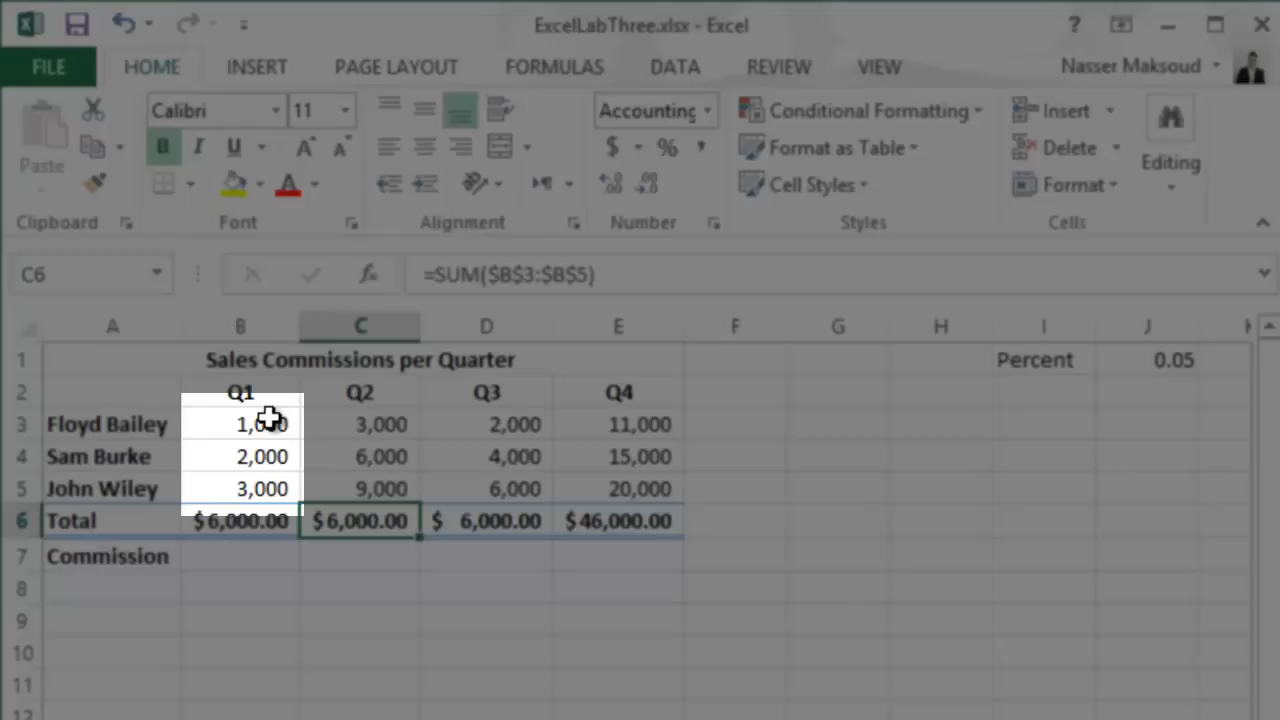 ExcelLabThree.xlsx - Excel
?
FILE HOME INSERT PAGE LAYOUT FORMULAS DATA REVIEW VIEW Nasser Maksoud
Calibri 11 Accounting Conditional Formatting Insert
Paste B I U A A $ % , Format as Table Delete Editing
A Cell Styles Format
Clipboard Font Alignment Number Styles Cells
C6 fx =SUM($B$3:$B$5)
A B C D E F G H I J
1 Sales Commissions per Quarter Percent 0.05
2 Q1 Q2 Q3 Q4
3 Floyd Bailey 3,000 2,000 11,000
4 Sam Burke 2,000 6,000 4,000 15,000
5 John Wiley 3,000 9,000 6,000 20,000
6 Total $6,000.00 $6,000.00 $ 6,000.00 $46,000.00
7 Commission
8
9
10
11
12